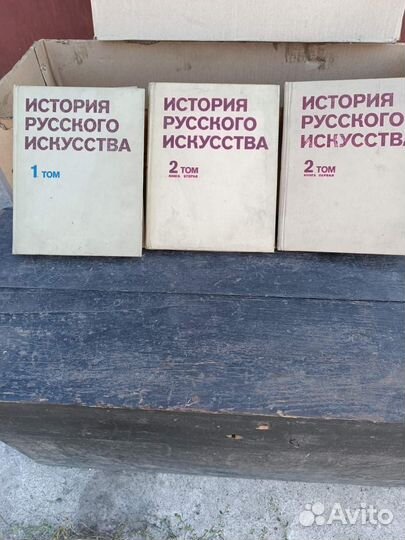 ИСТОРИЯ
РУССКОГО
ИСКУССТВА
1 ТОМ
ИСТОРИЯ
РУССКОГО
ИСКУССТВА
2 ТОМ
КНИГА ВТОРАЯ
ИСТОРИЯ
РУССКОГО
ИСКУССТВА
2 ТОМ
КНИГА ПЕРВАЯ
Avito